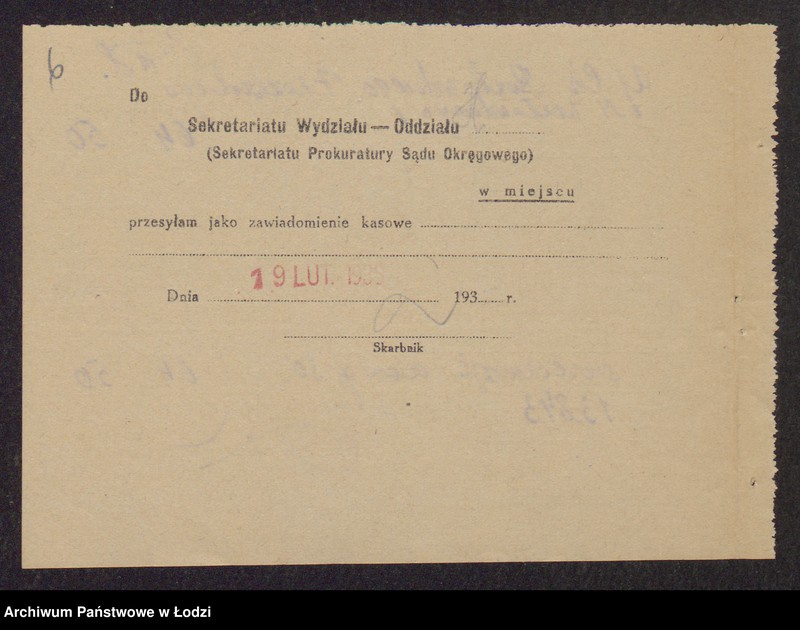 Do
Sekretariatu Wydziału — Oddziału
(Sekretariatu Prokuratury Sądu Okręgowego)
w miejscu
przesyłam jako zawiadomienie kasowe
19 LUT.
Dnia 193 r.
Skarbnik
Archiwum Państwowe w Łodzi